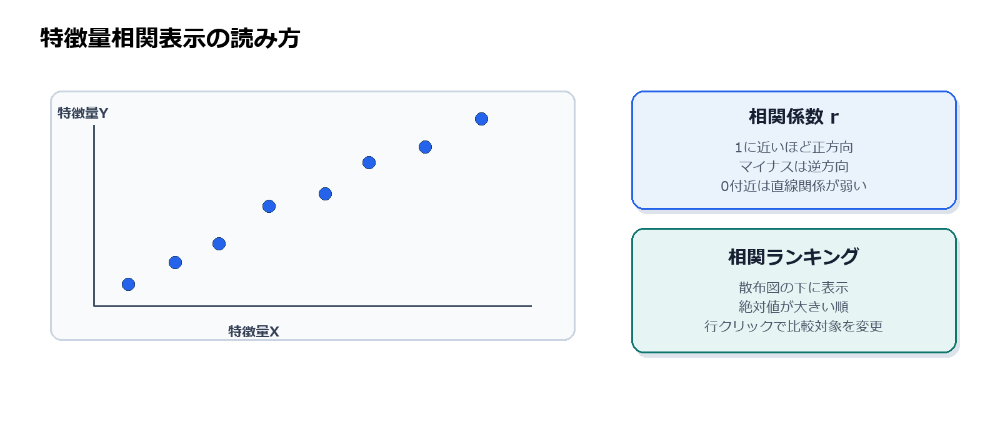 特徴量相関表示の読み方
特徴量Y
特徴量X
相関係数 r
1に近いほど正方向
マイナスは逆方向
0付近は直線関係が弱い
相関ランキング
散布図の下に表示
絶対値が大きい順
行クリックで比較対象を変更